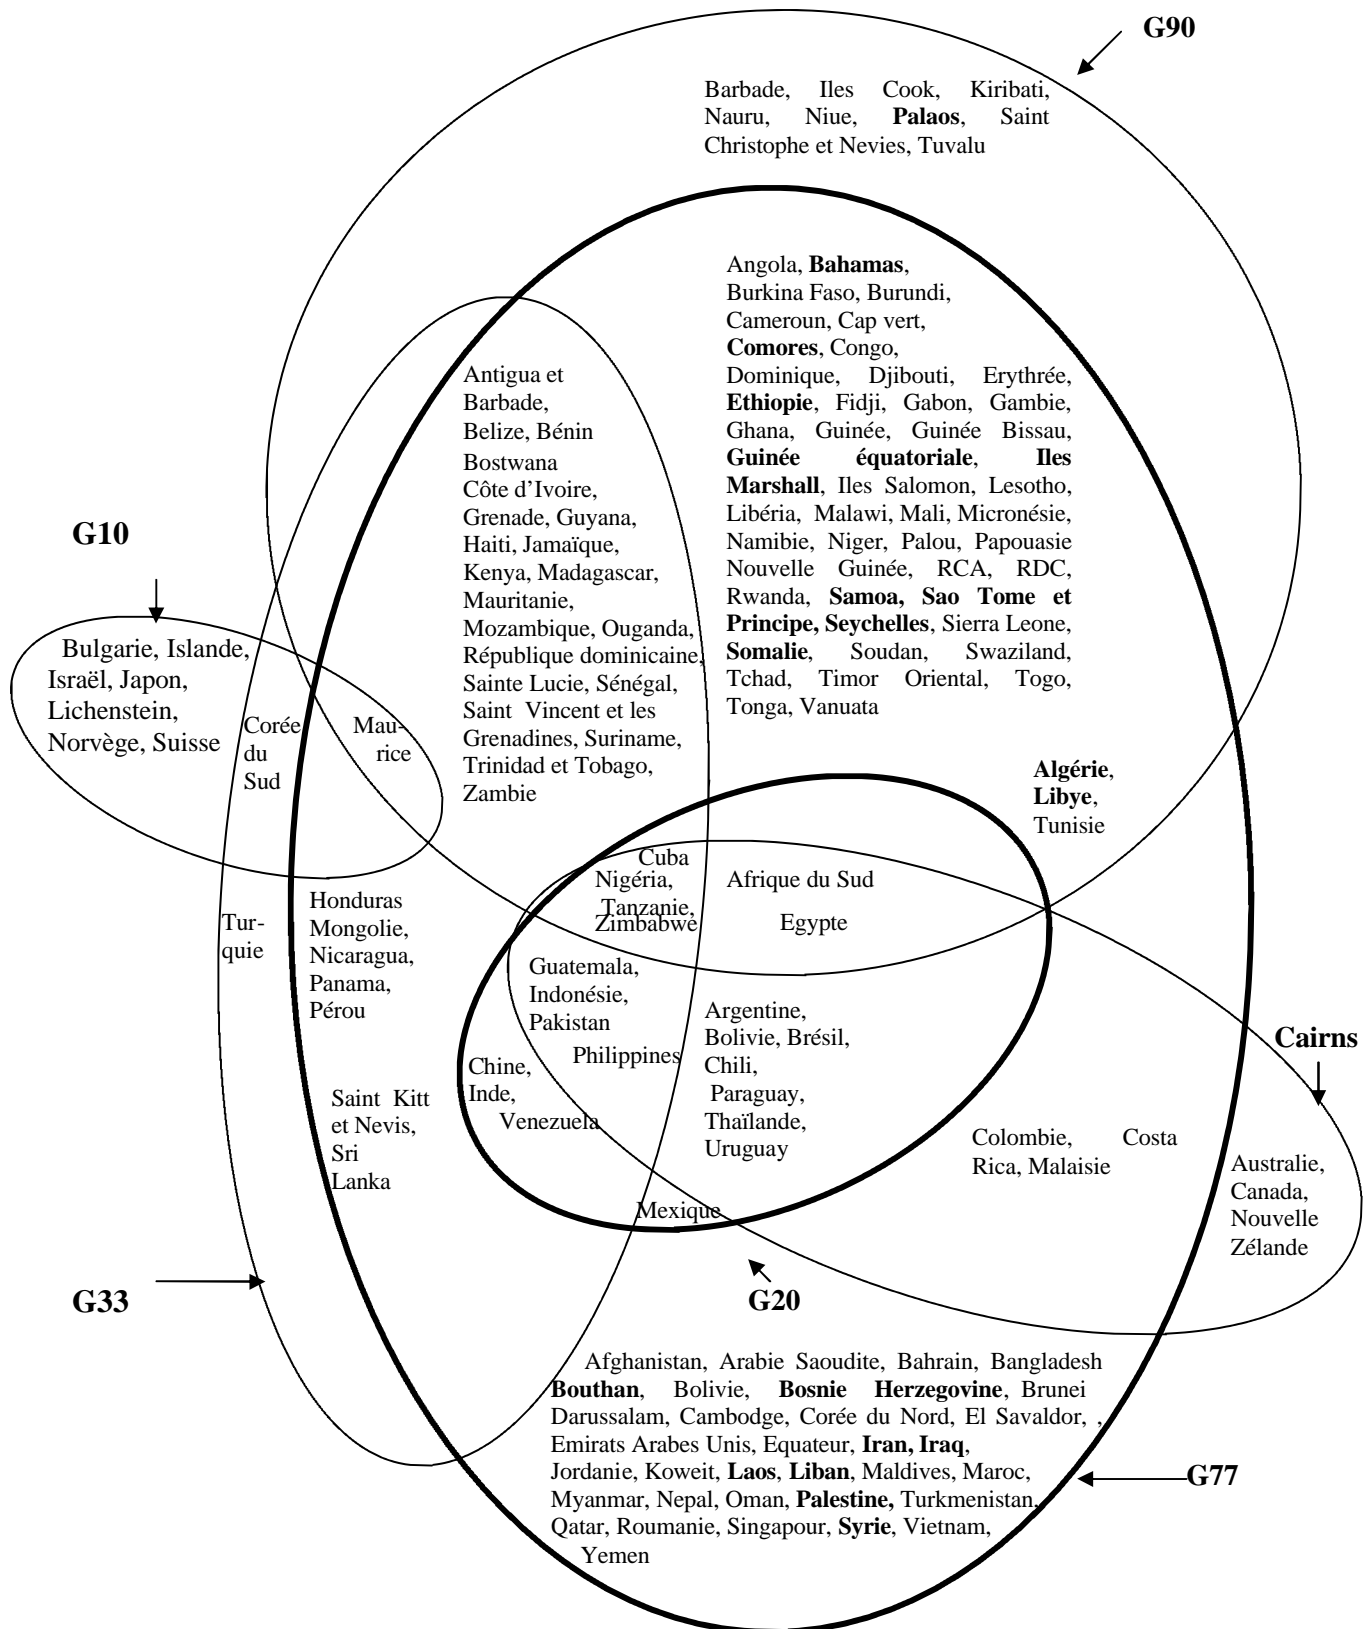 G90
Barbade, Iles Cook, Kiribati,
Nauru, Niue, Palaos, Saint
Christophe et Nevies, Tuvalu
Angola, Bahamas,
Burkina Faso, Burundi,
Cameroun, Cap vert,
Comores, Congo,
Dominique, Djibouti, Erythrée,
Ethiopie, Fidji, Gabon, Gambie,
Ghana, Guinée, Guinée Bissau,
Guinée équatoriale, Iles
Marshall, Iles Salomon, Lesotho,
Libéria, Malawi, Mali, Micronésie,
Namibie, Niger, Palou, Papouasie
Nouvelle Guinée, RCA, RDC,
Rwanda, Samoa, Sao Tome et
Principe, Seychelles, Sierra Leone,
Somalie, Soudan, Swaziland,
Tchad, Timor Oriental, Togo,
Tonga, Vanuata
Antigua et
Barbade,
Belize, Bénin
Bostwana
Côte d’Ivoire,
Grenade, Guyana,
Haiti, Jamaïque,
Kenya, Madagascar,
Mauritanie,
Mozambique, Ouganda,
République dominicaine,
Sainte Lucie, Sénégal,
Saint Vincent et les
Grenadines, Suriname,
Trinidad et Tobago,
Zambie
G10
Bulgarie, Islande,
Israël, Japon,
Lichenstein,
Norvège, Suisse
Corée
du
Sud
Mau-
rice
Algérie,
Libye,
Tunisie
Cuba
Nigéria,
Tanzanie,
Zimbabwe
Afrique du Sud
Egypte
Tur-
quie
Honduras
Mongolie,
Nicaragua,
Panama,
Pérou
Guatemala,
Indonésie,
Pakistan
Philippines
Argentine,
Bolivie, Brésil,
Chili,
Paraguay,
Thaïlande,
Uruguay
Chine,
Inde,
Venezuela
Saint Kitt
et Nevis,
Sri
Lanka
Cairns
Colombie, Costa
Rica, Malaisie
Australie,
Canada,
Nouvelle
Zélande
Mexique
G33
G20
Afghanistan, Arabie Saoudite, Bahrain, Bangladesh
Bouthan, Bolivie, Bosnie Herzegovine, Brunei
Darussalam, Cambodge, Corée du Nord, El Savaldor, ,
Emirats Arabes Unis, Equateur, Iran, Iraq,
Jordanie, Koweit, Laos, Liban, Maldives, Maroc,
Myanmar, Nepal, Oman, Palestine, Turkmenistan,
Qatar, Roumanie, Singapour, Syrie, Vietnam,
Yemen
G77